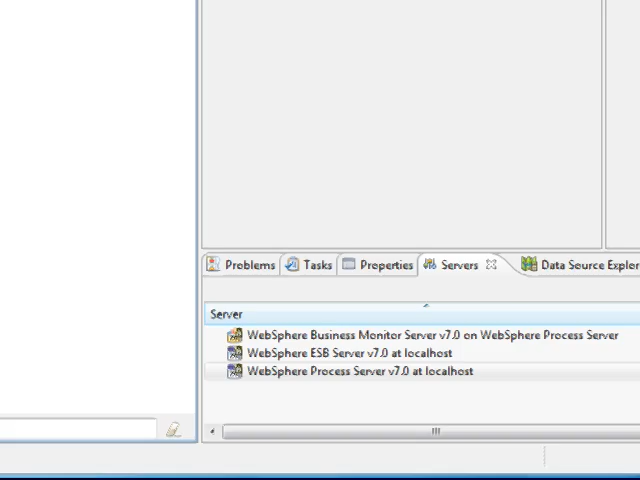 Problems Tasks Properties Servers Data Source Explor
Server
WebSphere Business Monitor Server v7.0 on WebSphere Process Server
WebSphere ESB Server v7.0 at localhost
WebSphere Process Server v7.0 at localhost